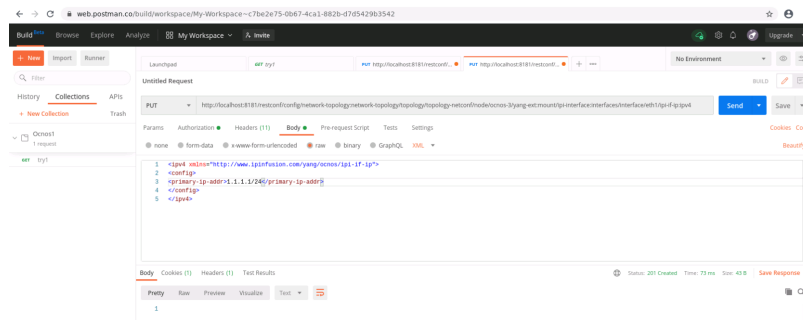 web.postman.co/build/workspace/My-Workspace~c7be2e75-0b67-4ca1-882b-d7d5429b3542
Build Beta Browse Explore Analyze My Workspace Invite Upgrade
+ New Import Runner
Launchpad GET try1 PUT http://localhost:8181/restconf/... PUT http://localhost:8181/restconf/... + ... No Environment
Filter
Untitled Request BUILD
History Collections APIs
PUT http://localhost:8181/restconf/config/network-topology:network-topology/topology/topology-netconf/node/ocnos-3/yang-ext:mount/ipi-interface:interfaces/interface/eth1/ipi-if-ip:ipv4 Send Save
+ New Collection Trash
Params Authorization Headers (11) Body Pre-request Script Tests Settings Cookies Co
Ocnos1
1 request
none form-data x-www-form-urlencoded raw binary GraphQL XML Beautify
GET try1
1 <ipv4 xmlns="http://www.ipinfusion.com/yang/ocnos/ipi-if-ip">
2 <config>
3 <primary-ip-addr>1.1.1.1/24</primary-ip-addr>
4 </config>
5 </ipv4>
Body Cookies (1) Headers (1) Test Results Status: 201 Created Time: 73 ms Size: 43 B Save Response
Pretty Raw Preview Visualize Text
1